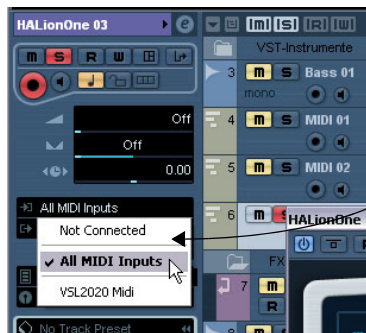 HALionOne 03
e
M S R W
Off
Off
0.00
All MIDI Inputs
Not Connected
✓ All MIDI Inputs
VSL2020 Midi
No Track Preset
[m] [S] [R] [W]
VST-Instrumente
3 m S Bass 01
mono
4 m S MIDI 01
5 m S MIDI 02
6 m
HALionOne
FX
7 m
R
8